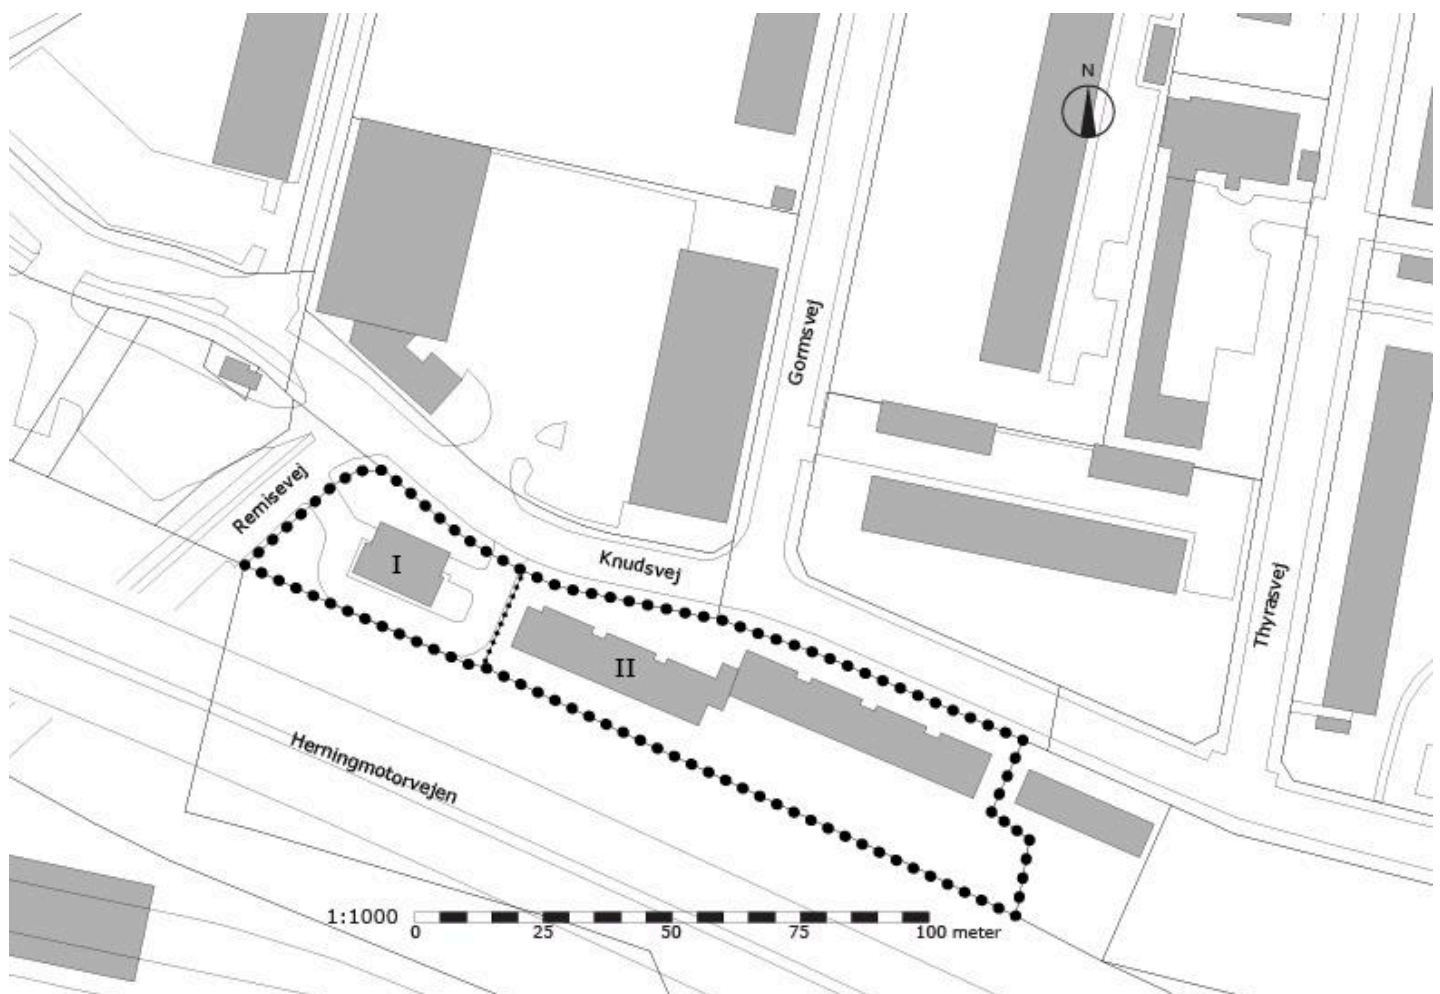 N
Gormsvej
Remisevej
I
Knudsvej
Thyrasvej
II
Herningmotorvejen
1:1000
0 25 50 75 100 meter